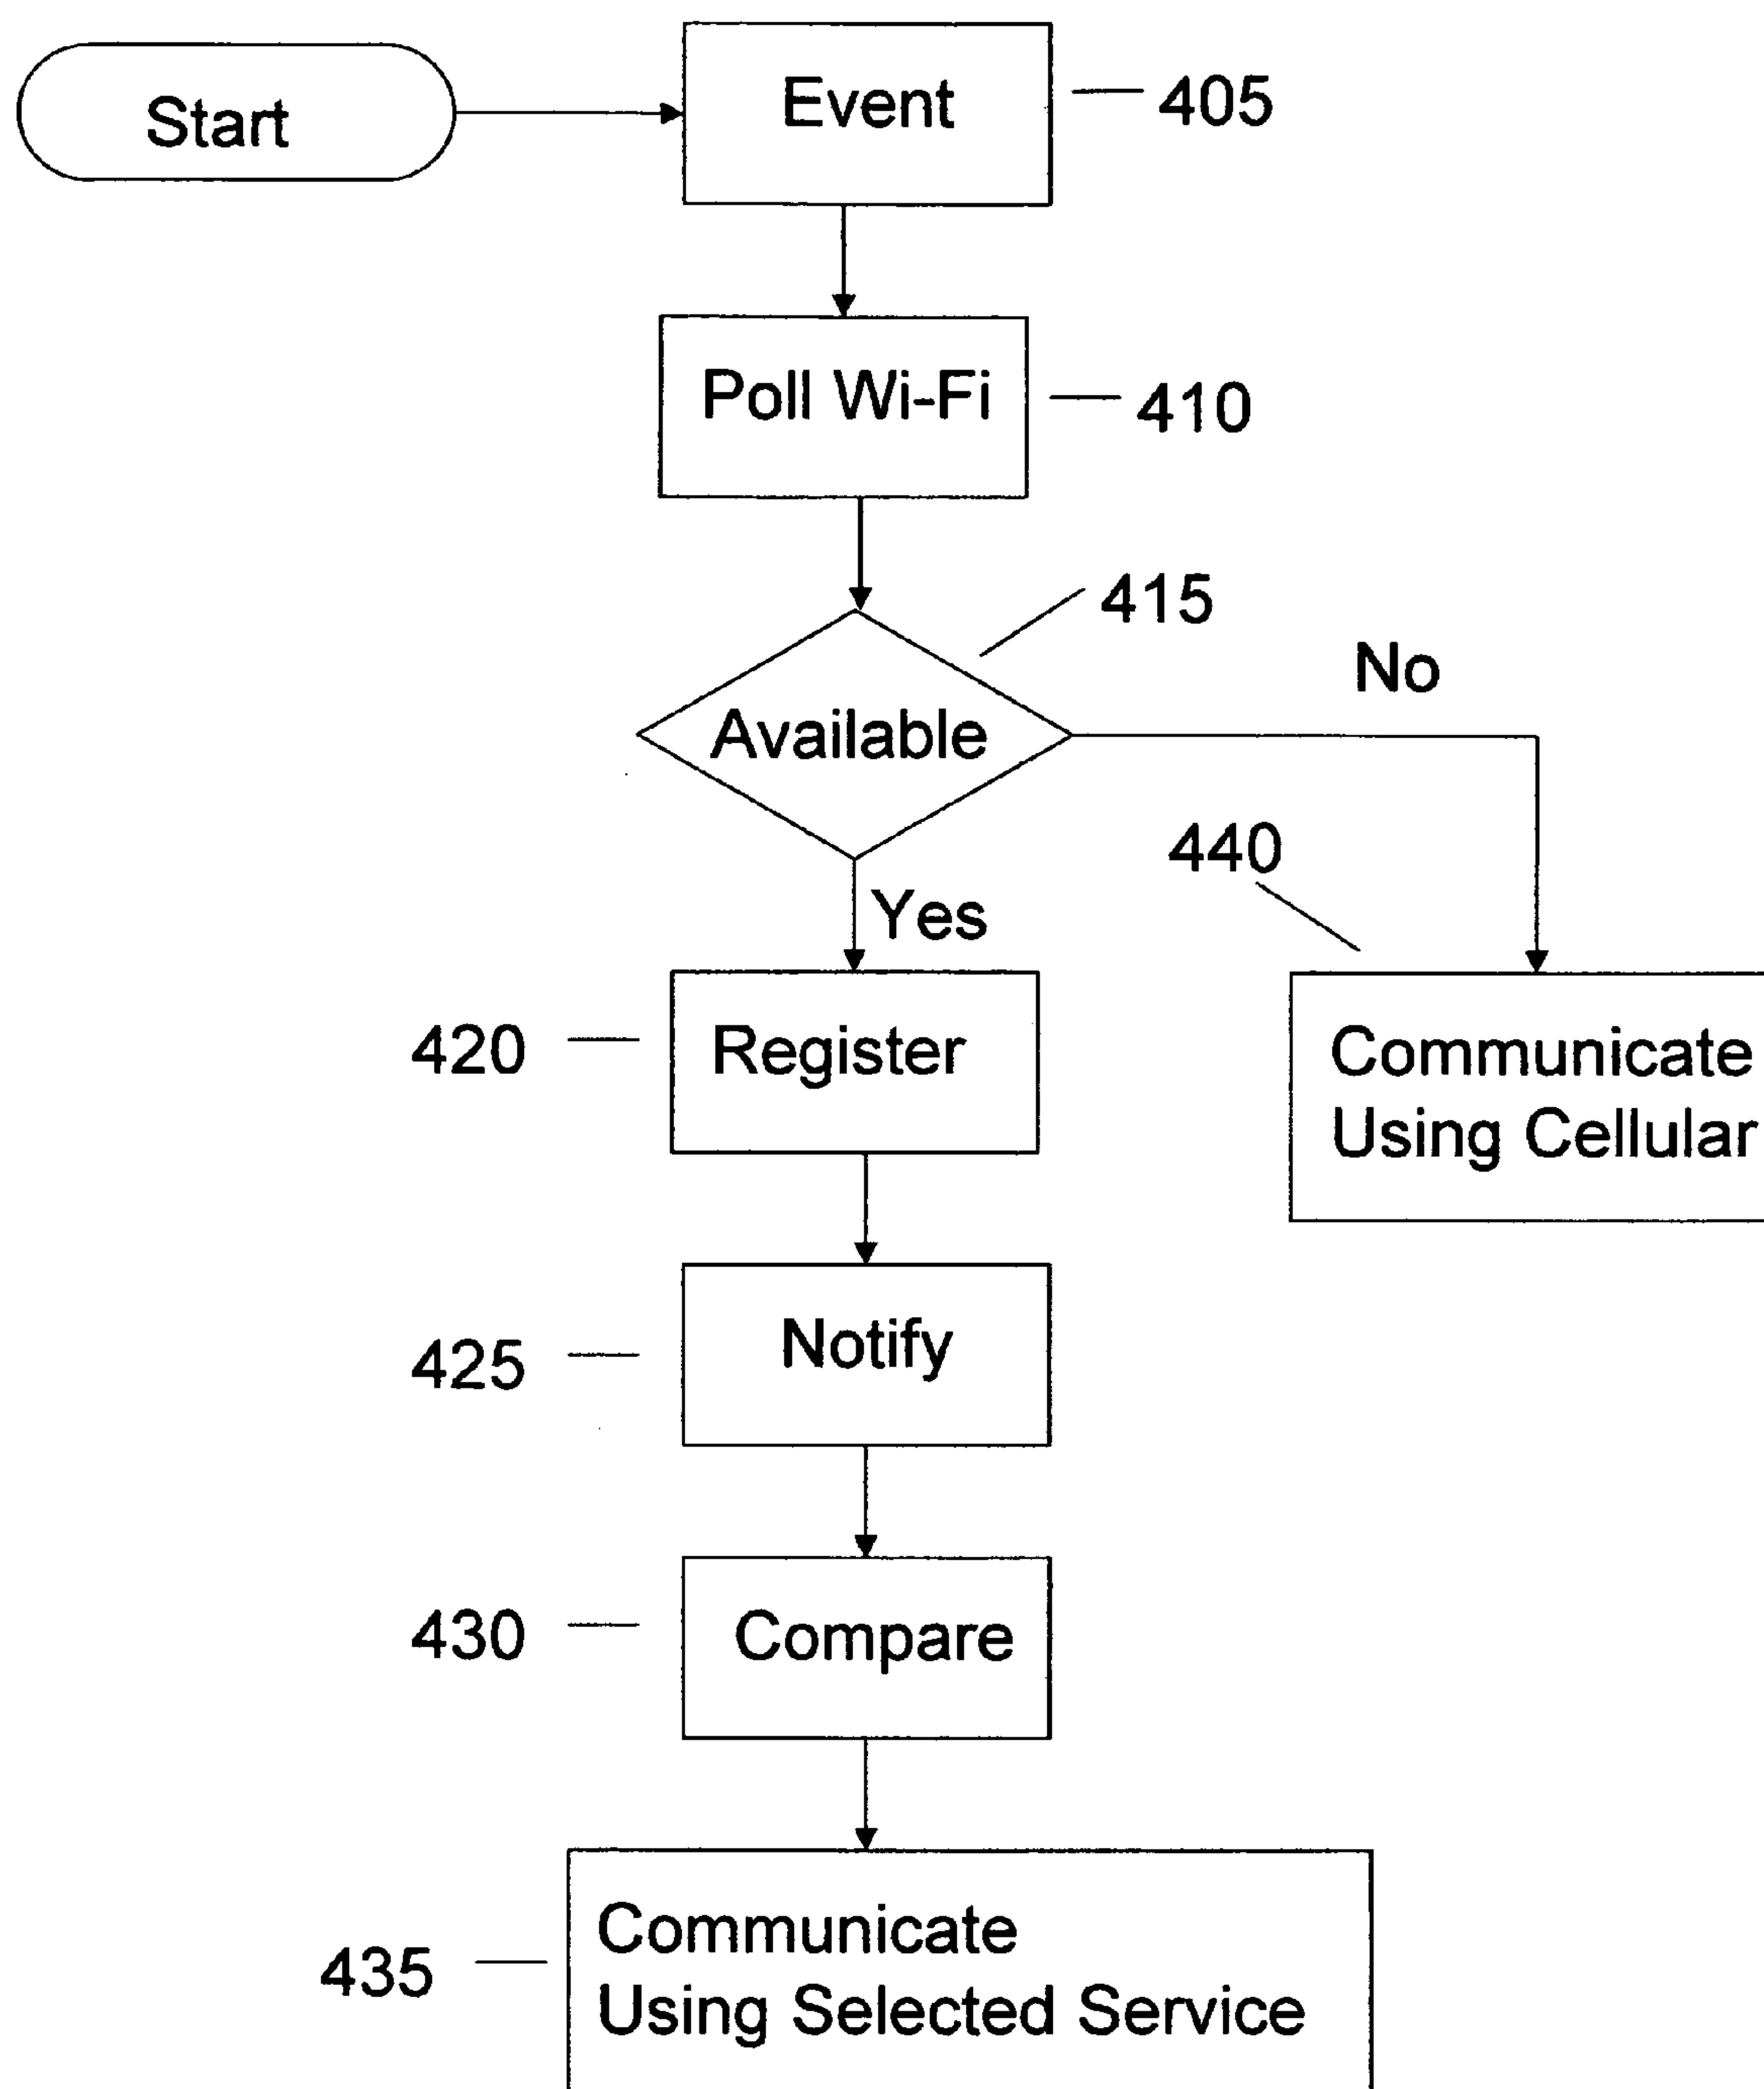 Start
Event
405
Poll Wi-Fi
410
415
Available
No
440
Yes
420
Register
Communicate
Using Cellular
425
Notify
430
Compare
435
Communicate
Using Selected Service